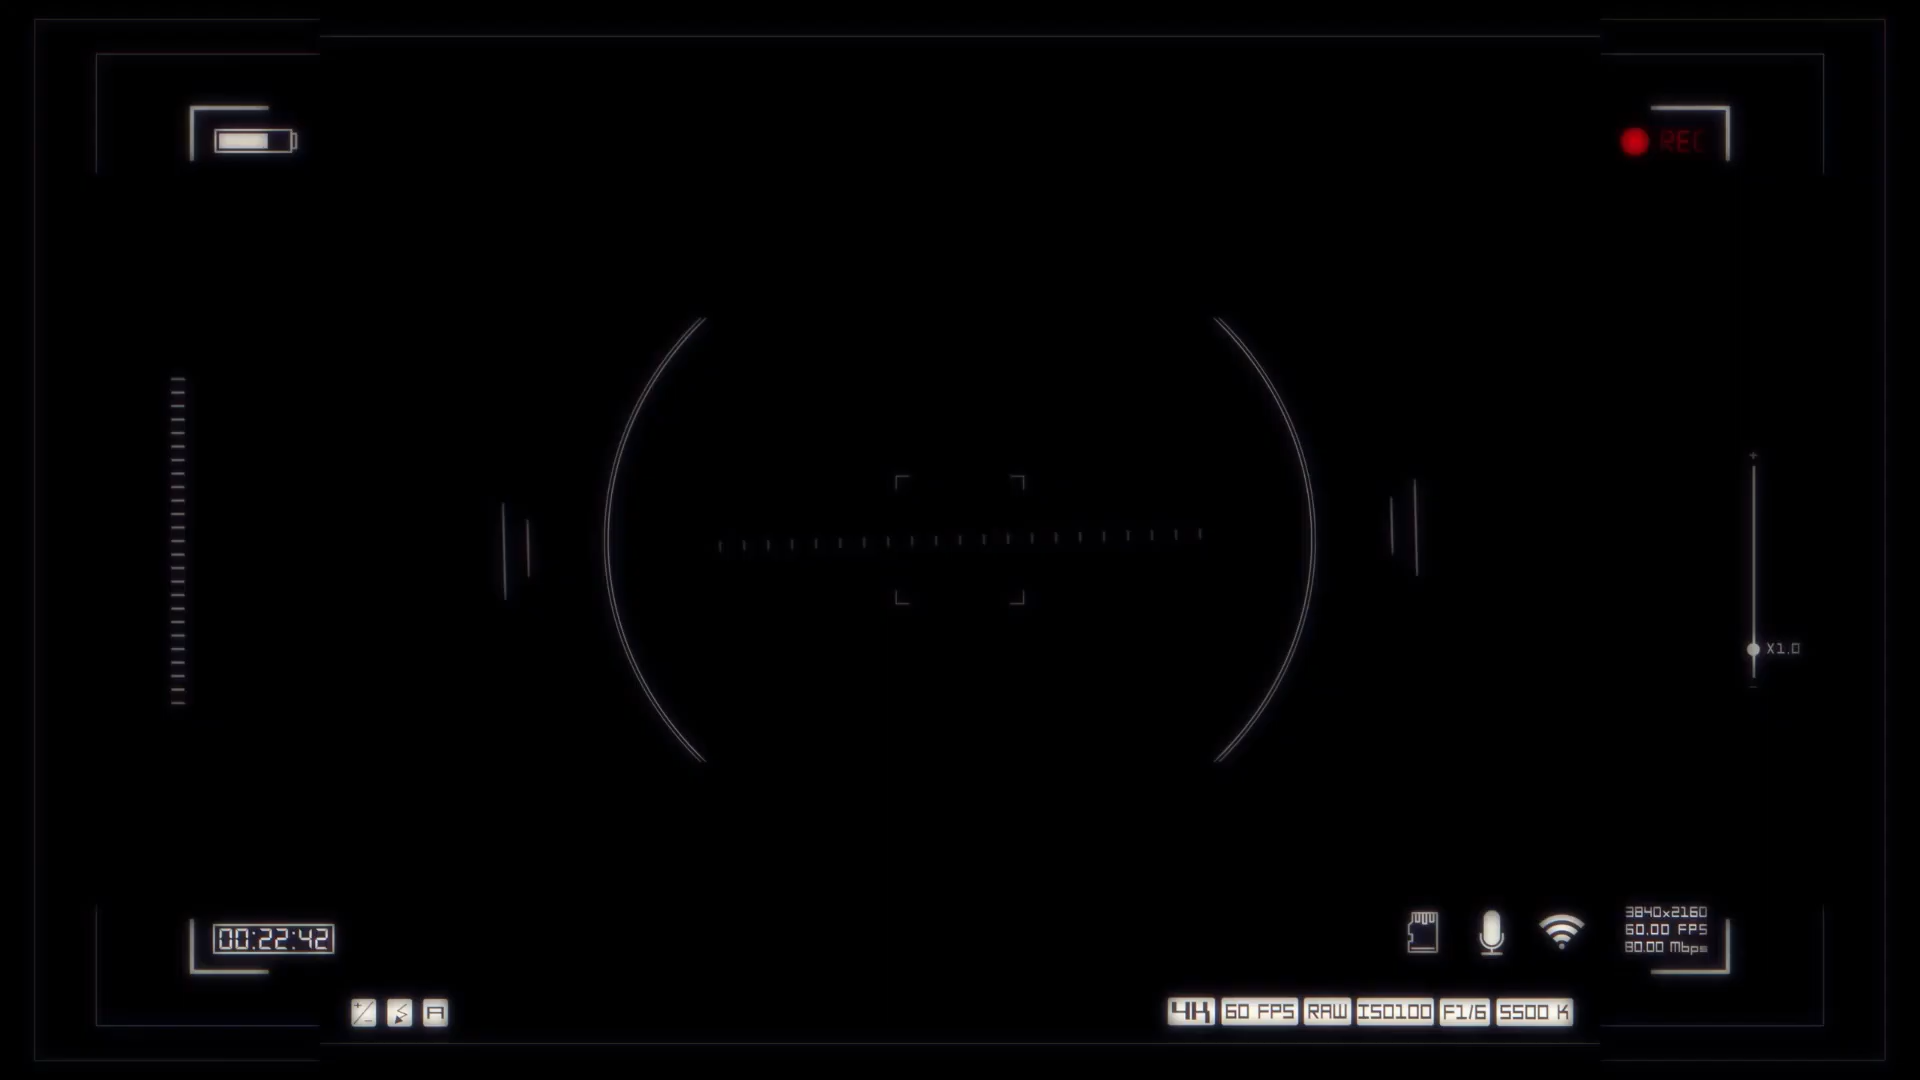 REC
X1.0
00:22:42
3840x2160
60.00 FPS
80.00 Mbps
A
4K 60 FPS RAW ISO100 F1/6 5500 K